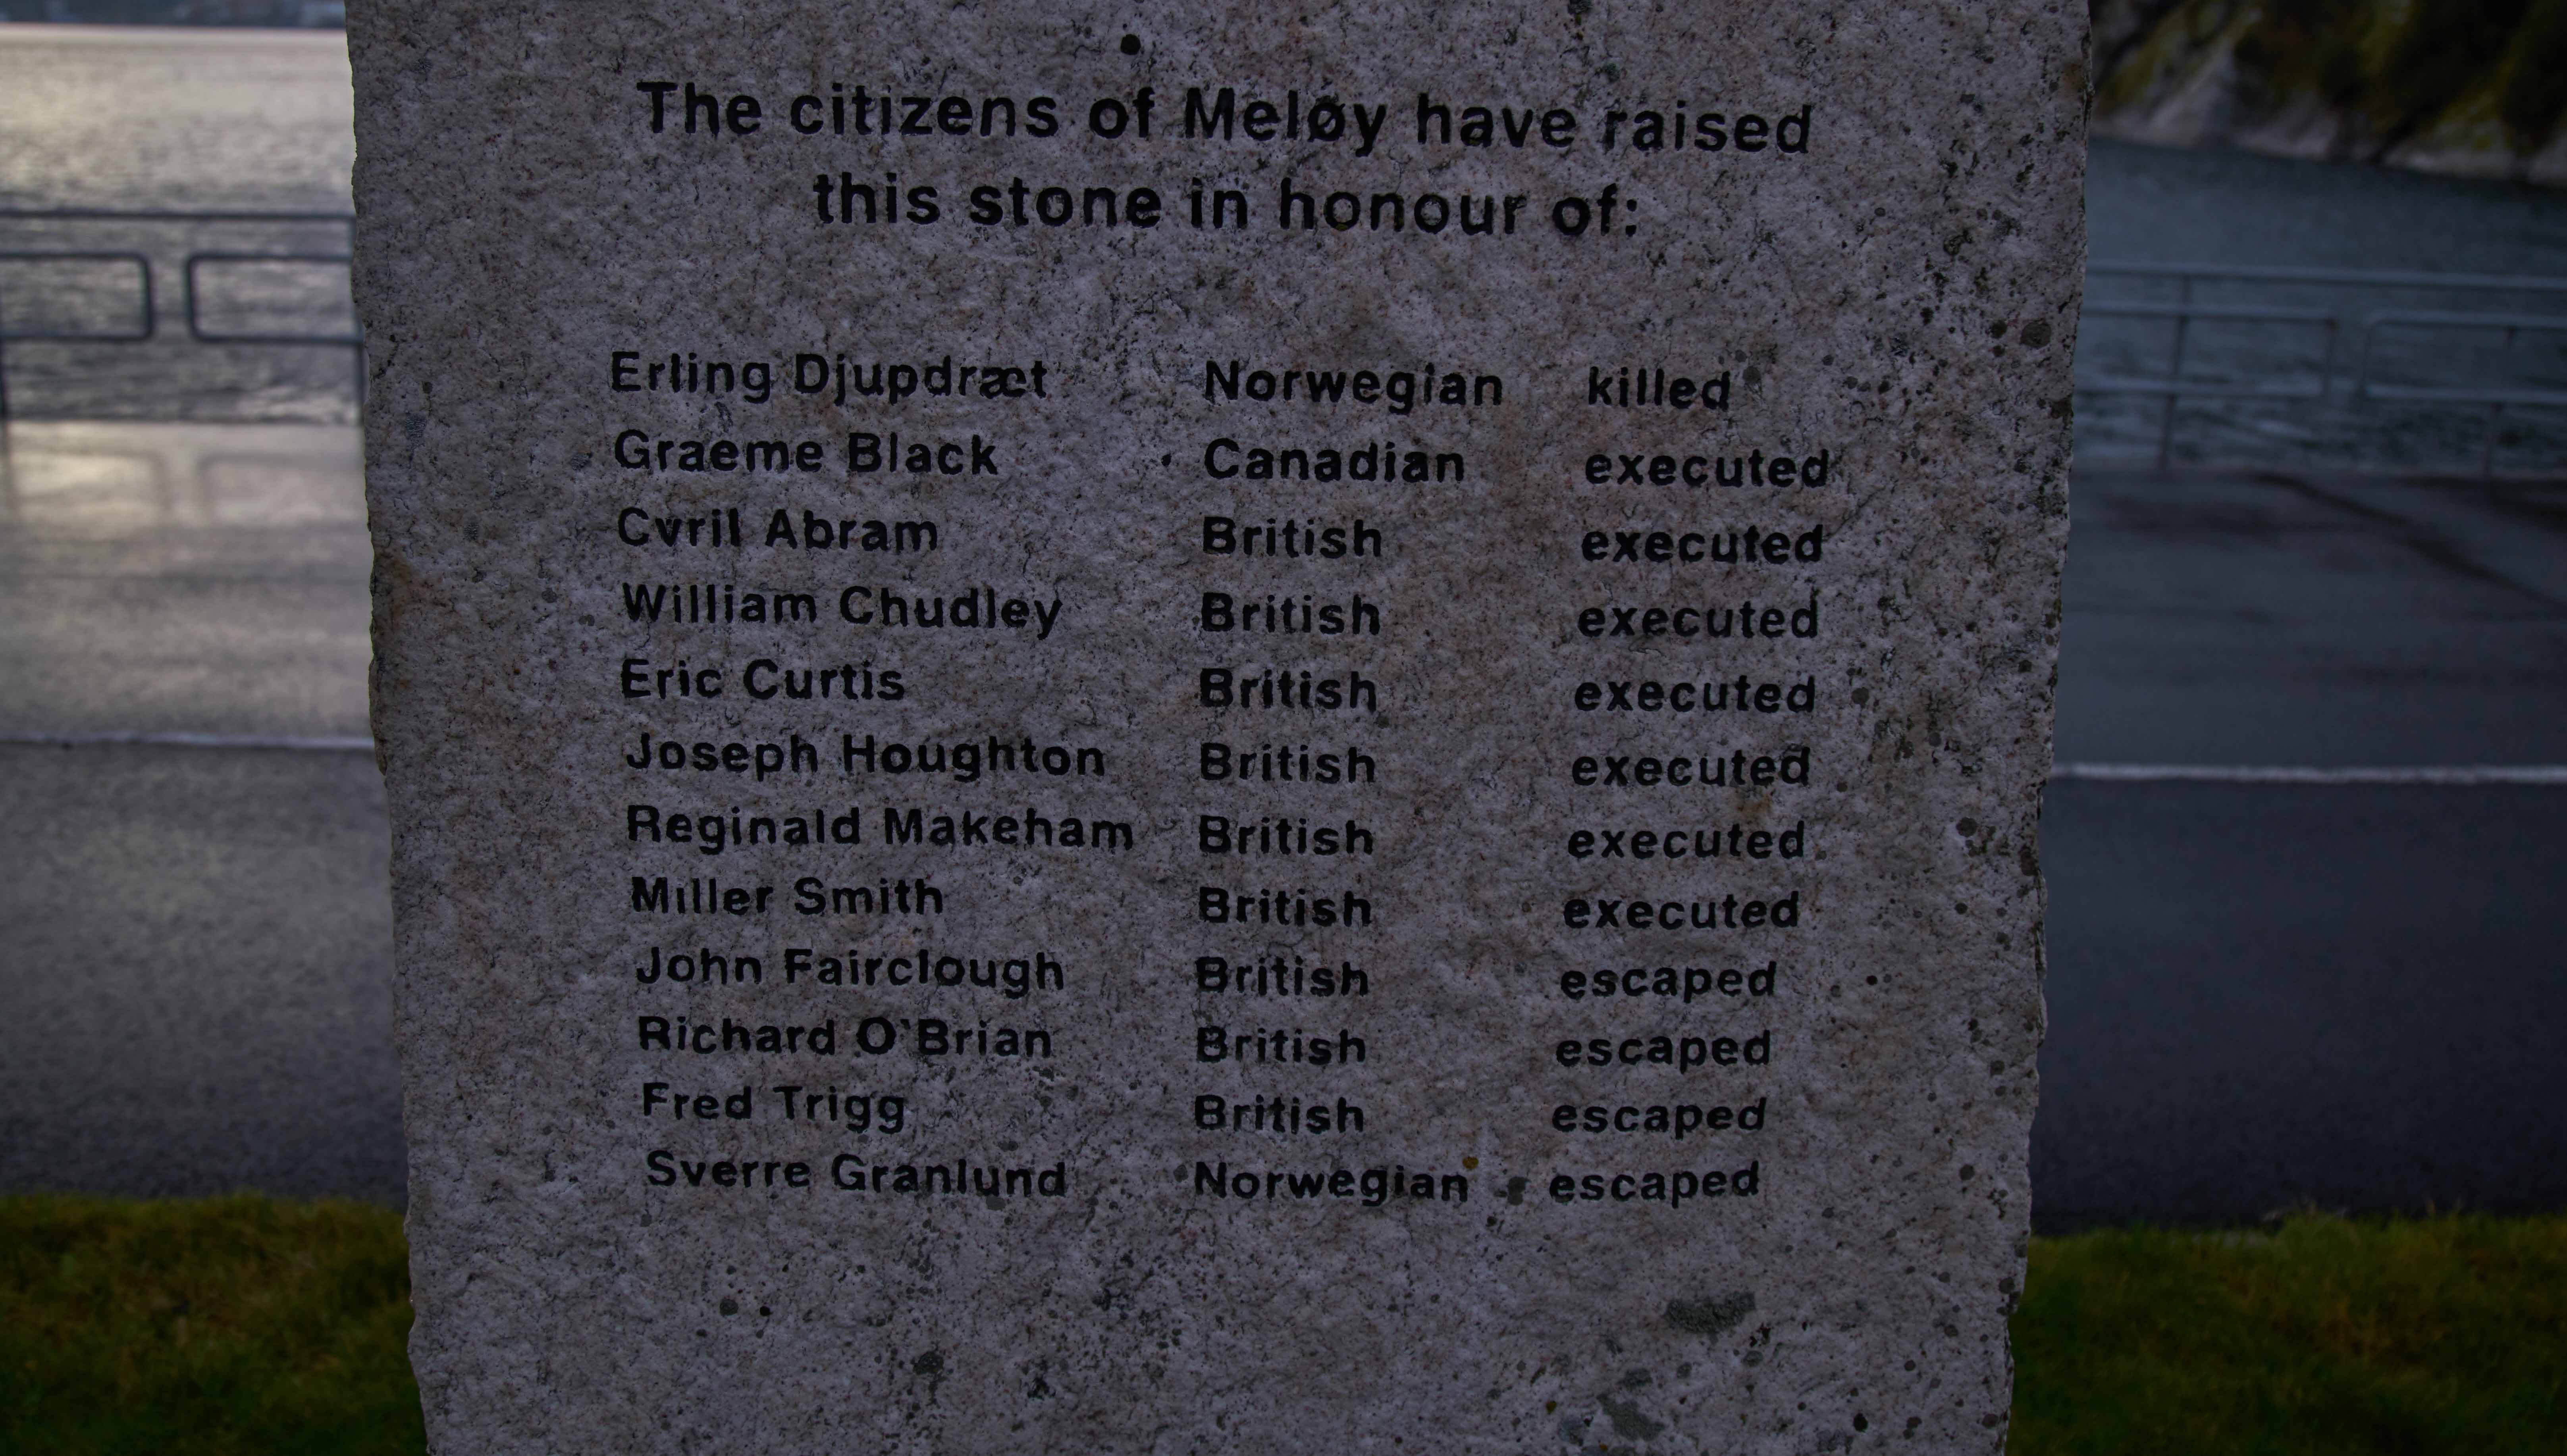 The citizens of Meløy have raised
this stone in honour of:
Erling Djupdræt Norwegian killed
Graeme Black Canadian executed
Cyril Abram British executed
William Chudley British executed
Eric Curtis British executed
Joseph Houghton British executed
Reginald Makeham British executed
Miller Smith British executed
John Fairclough British escaped
Richard O'Brian British escaped
Fred Trigg British escaped
Sverre Granlund Norwegian escaped